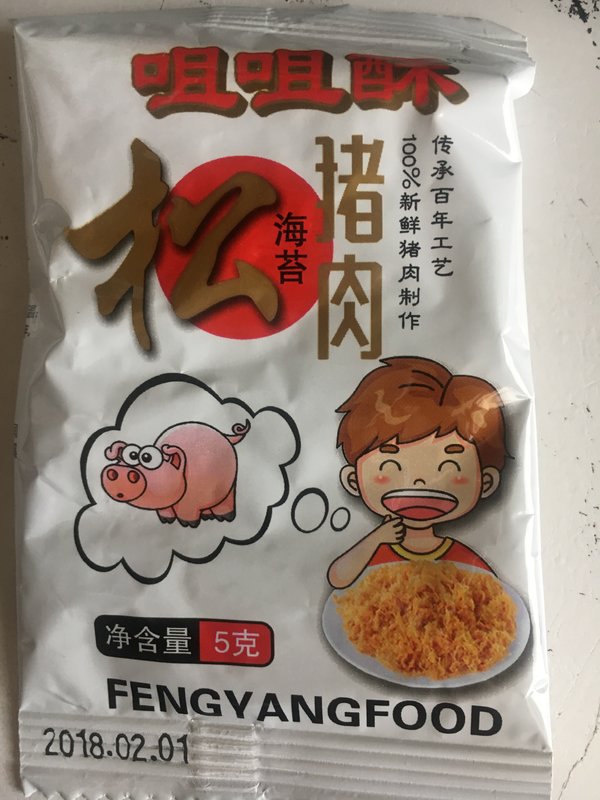 咀咀酥
猪肉
海苔
松
传承百年工艺
100%新鲜猪肉制作
净含量 5克
FENGYANGFOOD
2018.02.01